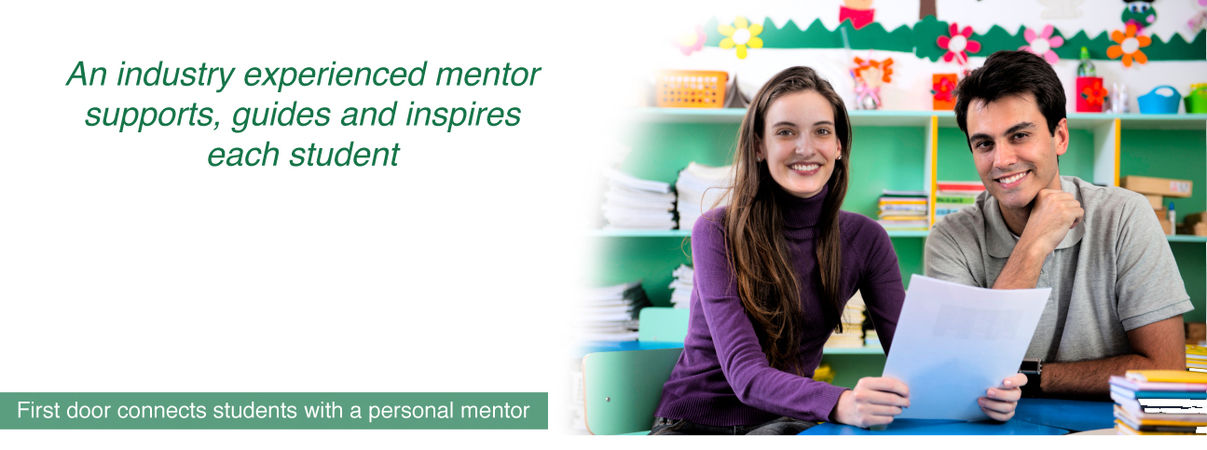 An industry experienced mentor
supports, guides and inspires
each student
First door connects students with a personal mentor